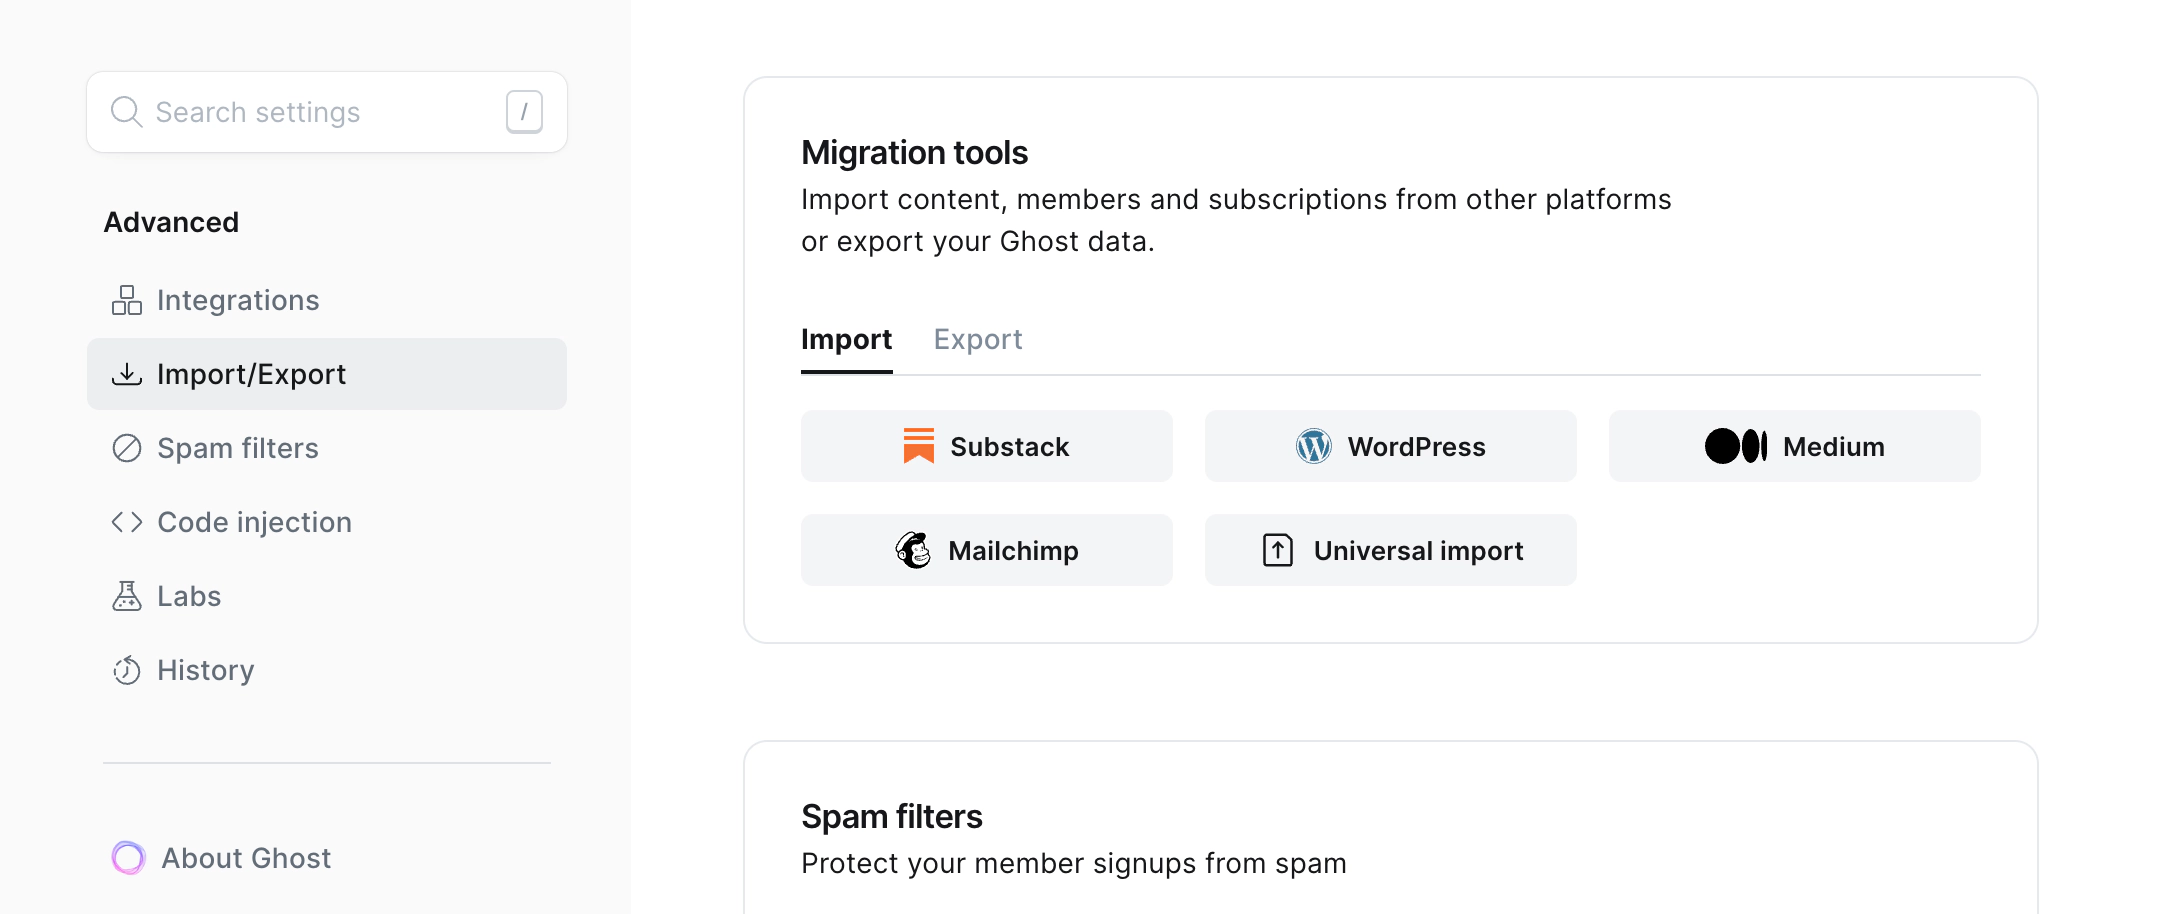 Search settings /
Advanced
Integrations
Import/Export
Spam filters
Code injection
Labs
History
About Ghost
Migration tools
Import content, members and subscriptions from other platforms
or export your Ghost data.
Import Export
Substack WordPress Medium
Mailchimp Universal import
Spam filters
Protect your member signups from spam